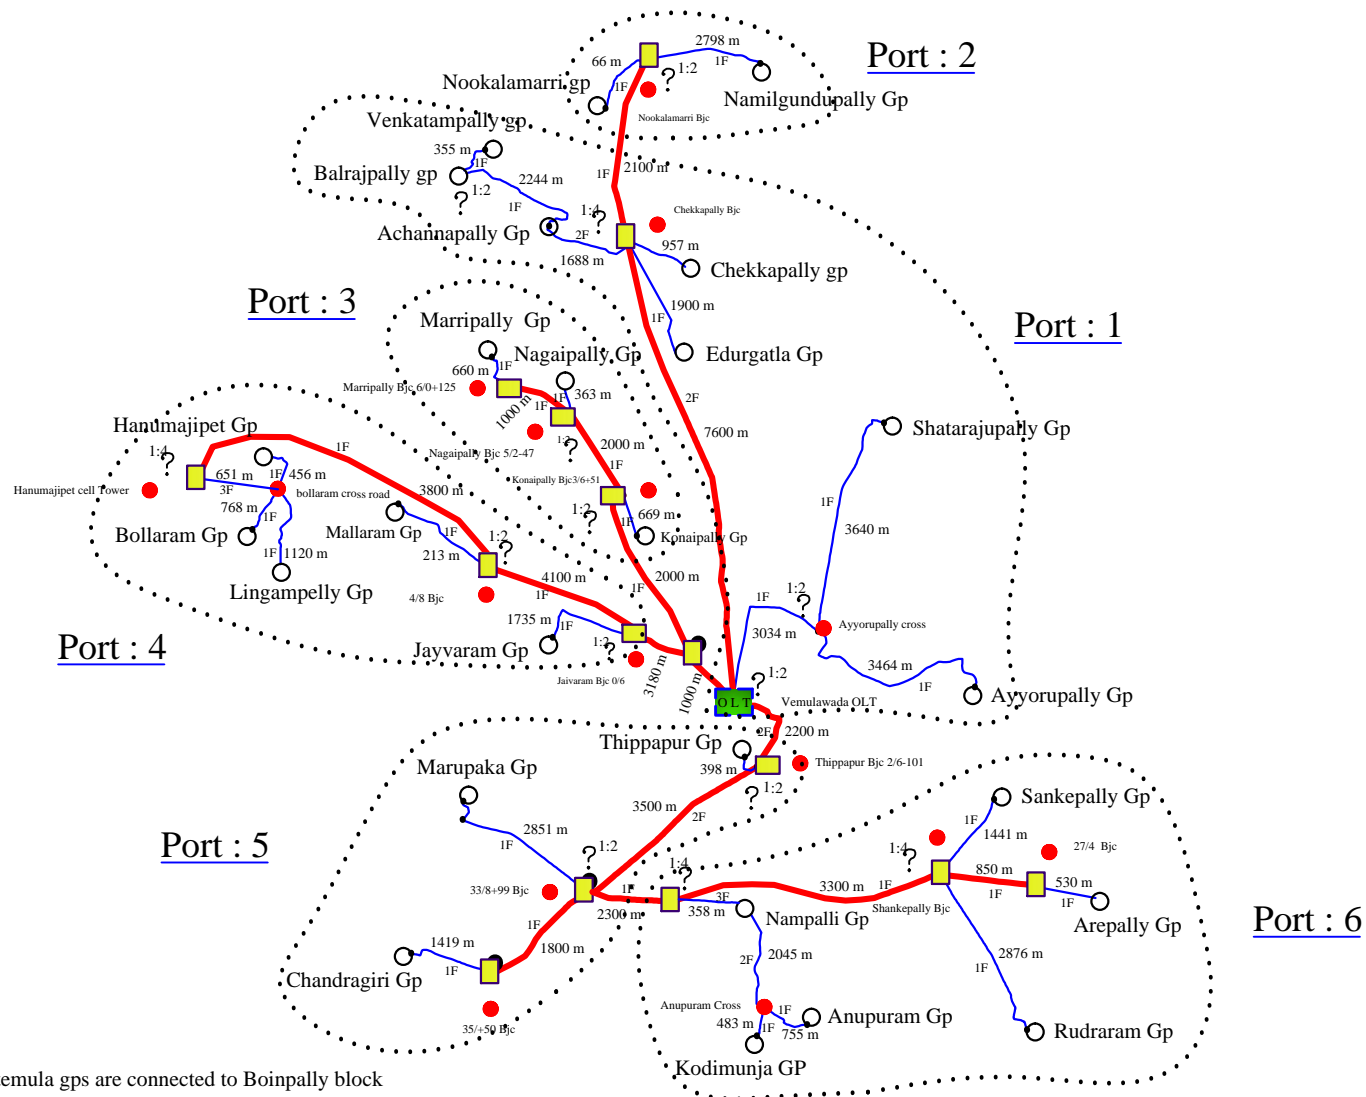 2798 m
Port : 2
66 m
1:2
1F
Nookalamarri gp
1F
Namilgundupally Gp
Nookalamarri Bjc
Venkatampally gp
355 m
1F
2100 m
1F
Balrajpally gp
2244 m
1:2
1F
1:4
Chekkapally Bjc
Achannapally Gp
2F
957 m
1688 m
1F
Chekkapally gp
Port : 3
1900 m
1F
1F
Port : 1
Marripally Gp
Nagaipally Gp
Edurgatla Gp
660 m
1F
Marripally Bjc 6/0+125
1000 m
1F
1F
363 m
2F
7600 m
Hanumajipet Gp
1F
Shatarajupally Gp
1:2
2000 m
Nagaipally Bjc 5/2-47
1:4
651 m
1F
456 m
1F
Hanumajipet cell Tower
3F
bollaram cross road
3800 m
Konaipally Bjc3/6+51
1F
768 m
1F
1:2
669 m
1F
3640 m
Bollaram Gp
Mallaram Gp
1F
Konaipally Gp
1F
1120 m
213 m
1:2
Lingampelly Gp
4100 m
1F
2000 m
1F
4/8 Bjc
1735 m
1F
1F
1:2
3034 m
Ayyorupally cross
Port : 4
Jayvaram Gp
1:2
Jaivaram Bjc 0/6
3180 m
1000 m
3464 m
1F
1:2
O L T
Vemulawada OLT
Ayyorupally Gp
Thippapur Gp
2F
2200 m
398 m
Thippapur Bjc 2/6-101
Marupaka Gp
1:2
3500 m
2F
Sankepally Gp
Port : 5
2851 m
1F
1:2
1:4
1F
1441 m
1:4
27/4 Bjc
33/8+99 Bjc
1F
2300 m
3F
358 m
3300 m
1F
850 m
1F
530 m
1F
Shankepally Bjc
Nampalli Gp
Arepally Gp
Port : 6
1F
1800 m
1419 m
1F
Chandragiri Gp
2045 m
2F
2876 m
1F
35/+50 Bjc
Anupuram Cross
1F
483 m
1F
755 m
Anupuram Gp
Rudraram Gp
Kodimunja GP
emula gps are connected to Boinpally block